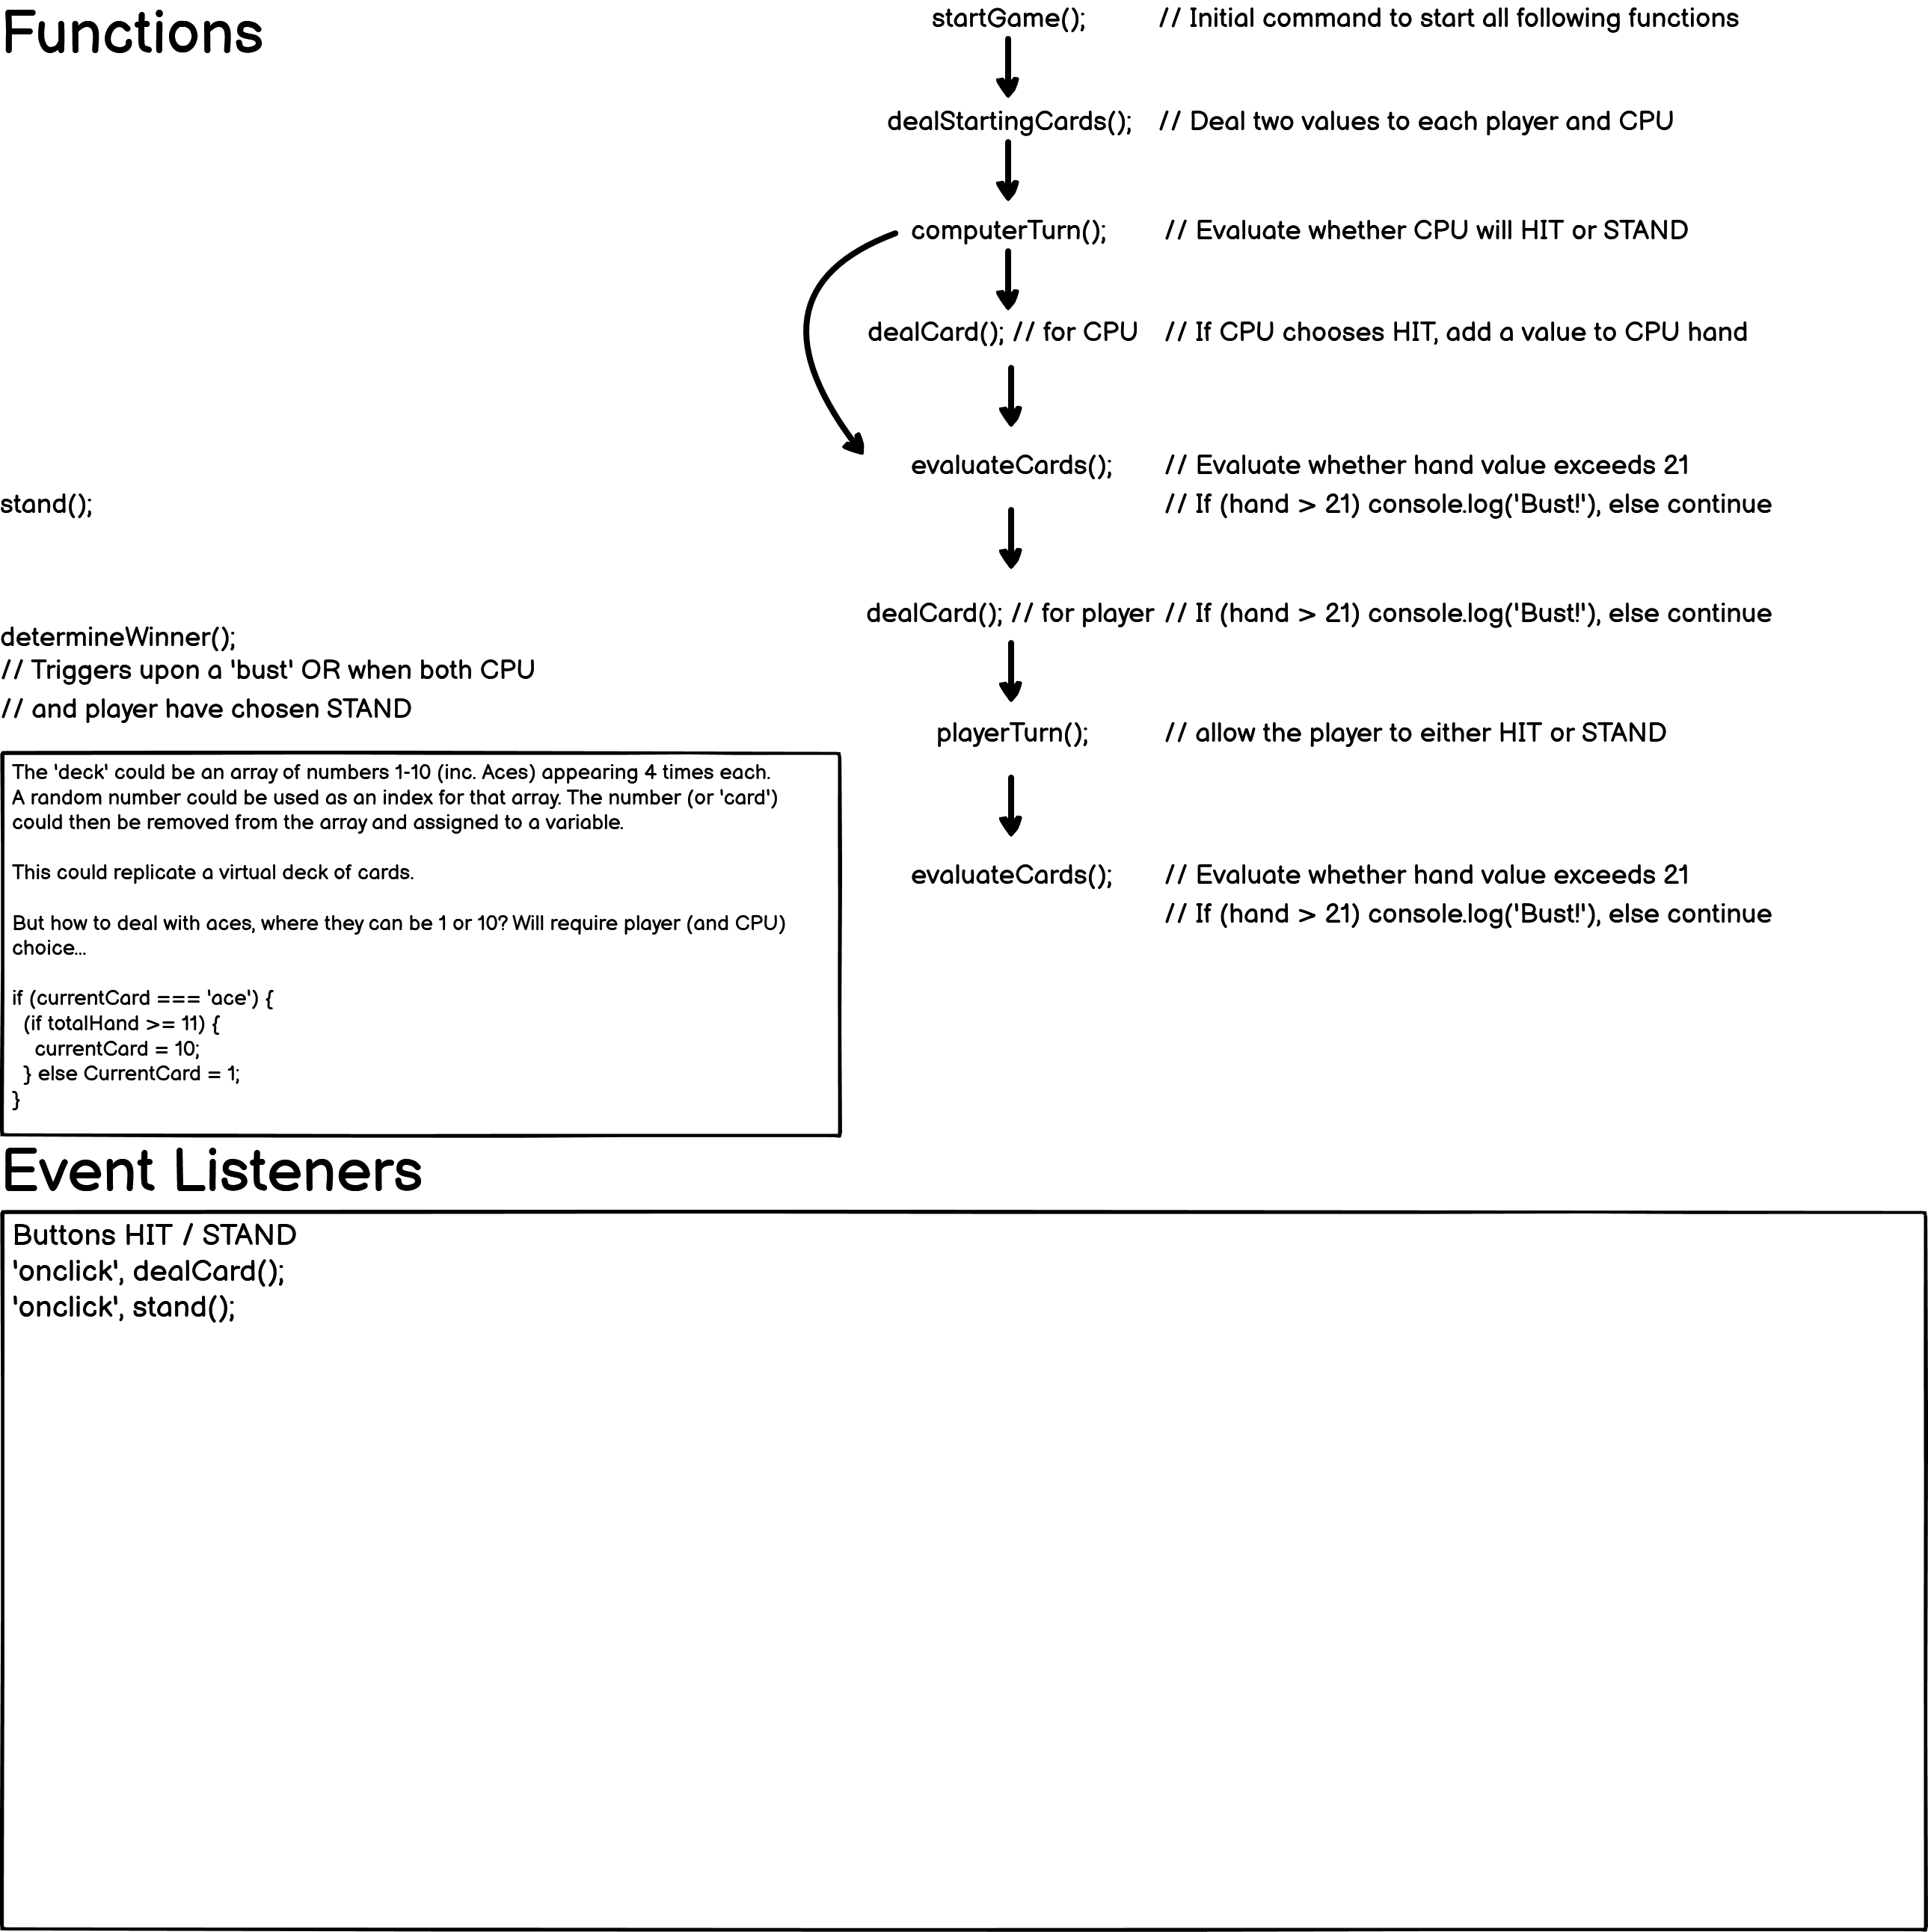 Functions
startGame(); // Initial command to start all following functions
dealStartingCards(); // Deal two values to each player and CPU
computerTurn(); // Evaluate whether CPU will HIT or STAND
dealCard(); // for CPU // If CPU chooses HIT, add a value to CPU hand
evaluateCards(); // Evaluate whether hand value exceeds 21
// If (hand > 21) console.log('Bust!'), else continue
dealCard(); // for player // If (hand > 21) console.log('Bust!'), else continue
playerTurn(); // allow the player to either HIT or STAND
evaluateCards(); // Evaluate whether hand value exceeds 21
// If (hand > 21) console.log('Bust!'), else continue
stand();
determineWinner();
// Triggers upon a 'bust' OR when both CPU
// and player have chosen STAND
The 'deck' could be an array of numbers 1-10 (inc. Aces) appearing 4 times each.
A random number could be used as an index for that array. The number (or 'card')
could then be removed from the array and assigned to a variable.
This could replicate a virtual deck of cards.
But how to deal with aces, where they can be 1 or 10? Will require player (and CPU)
choice...
if (currentCard === 'ace') {
(if totalHand >= 11) {
currentCard = 10;
} else CurrentCard = 1;
}
Event Listeners
Buttons HIT / STAND
'onclick', dealCard();
'onclick', stand();